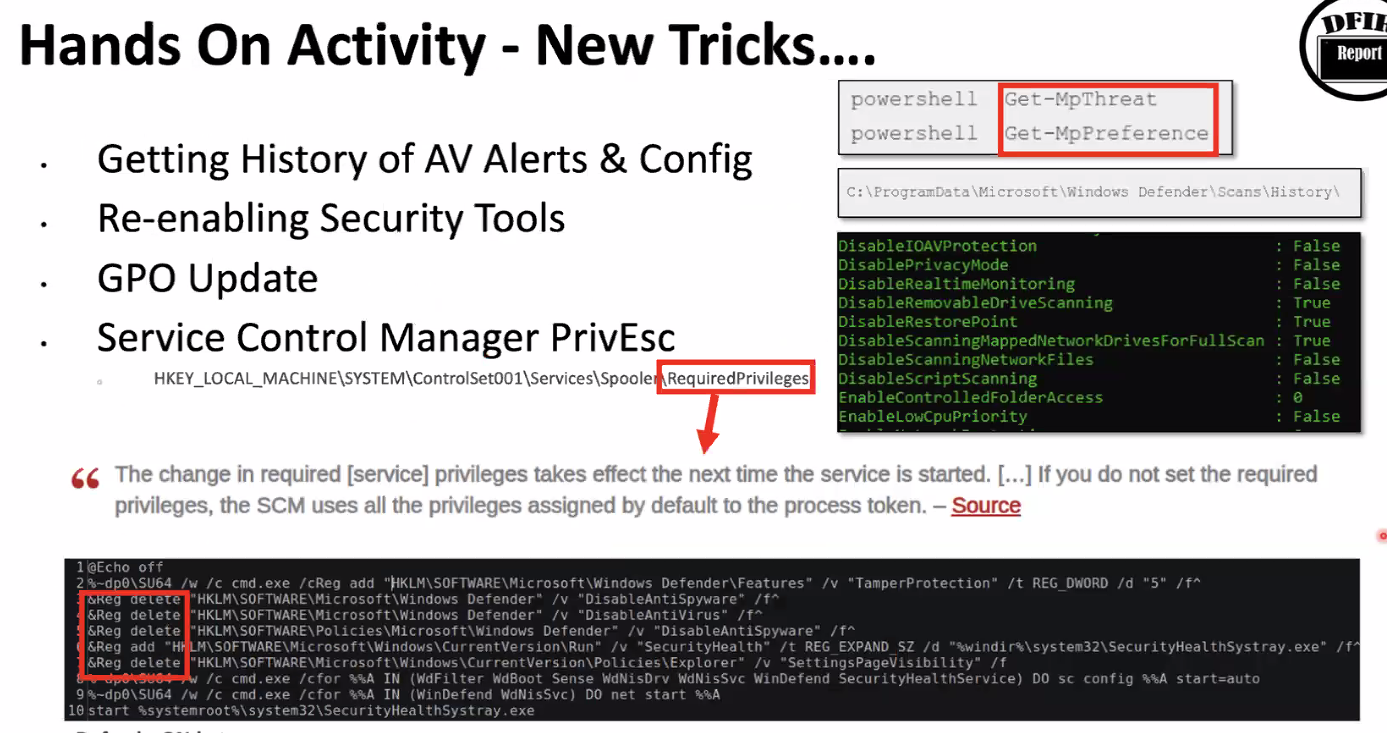 Hands On Activity - New Tricks....
DFIR
Report
Getting History of AV Alerts & Config
Re-enabling Security Tools
GPO Update
Service Control Manager PrivEsc
HKEY_LOCAL_MACHINE\SYSTEM\ControlSet001\Services\Spooler\RequiredPrivileges
powershell Get-MpThreat
powershell Get-MpPreference
C:\ProgramData\Microsoft\Windows Defender\Scans\History\
DisableIOAVProtection : False
DisablePrivacyMode : False
DisableRealtimeMonitoring : False
DisableRemovableDriveScanning : True
DisableRestorePoint : True
DisableScanningMappedNetworkDrivesForFullScan : True
DisableScanningNetworkFiles : False
DisableScriptScanning : False
EnableControlledFolderAccess : 0
EnableLowCpuPriority : False
“ The change in required [service] privileges takes effect the next time the service is started. [...] If you do not set the required
privileges, the SCM uses all the privileges assigned by default to the process token. – Source
1 @Echo off
2 %~dp0\SU64 /w /c cmd.exe /cReg add "HKLM\SOFTWARE\Microsoft\Windows Defender\Features" /v "TamperProtection" /t REG_DWORD /d "5" /f^
3 &Reg delete "HKLM\SOFTWARE\Microsoft\Windows Defender" /v "DisableAntiSpyware" /f^
4 &Reg delete "HKLM\SOFTWARE\Microsoft\Windows Defender" /v "DisableAntiVirus" /f^
5 &Reg delete "HKLM\SOFTWARE\Policies\Microsoft\Windows Defender" /v "DisableAntiSpyware" /f^
6 &Reg add "HKLM\SOFTWARE\Microsoft\Windows\CurrentVersion\Run" /v "SecurityHealth" /t REG_EXPAND_SZ /d "%windir%\system32\SecurityHealthSystray.exe" /f^
7 &Reg delete "HKLM\SOFTWARE\Microsoft\Windows\CurrentVersion\Policies\Explorer" /v "SettingsPageVisibility" /f
8 %~dp0\SU64 /w /c cmd.exe /cfor %%A IN (WdFilter WdBoot Sense WdNisDrv WdNisSvc WinDefend SecurityHealthService) DO sc config %%A start=auto
9 %~dp0\SU64 /w /c cmd.exe /cfor %%A IN (WinDefend WdNisSvc) DO net start %%A
10 start %systemroot%\system32\SecurityHealthSystray.exe